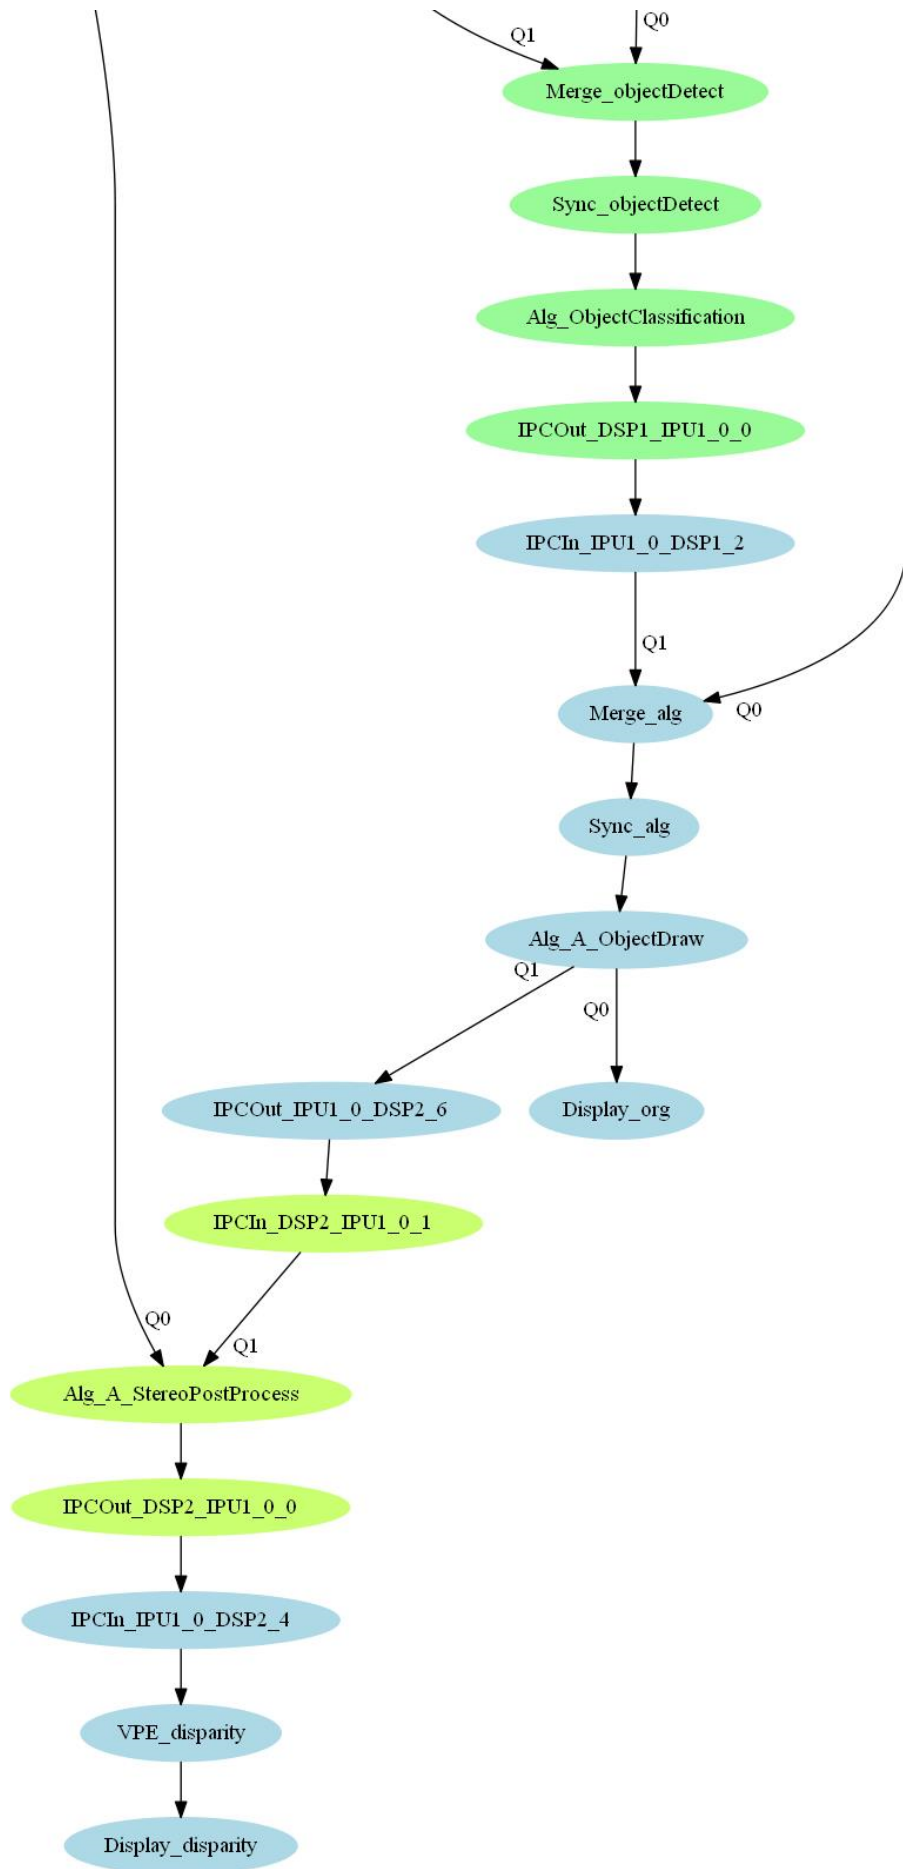 Q1
Q0
Merge_objectDetect
Sync_objectDetect
Alg_ObjectClassification
IPCOut_DSP1_IPU1_0_0
IPCIn_IPU1_0_DSP1_2
Q1
Merge_alg
Q0
Sync_alg
Alg_A_ObjectDraw
Q1
Q0
IPCOut_IPU1_0_DSP2_6
Display_org
IPCIn_DSP2_IPU1_0_1
Q0
Q1
Alg_A_StereoPostProcess
IPCOut_DSP2_IPU1_0_0
IPCIn_IPU1_0_DSP2_4
VPE_disparity
Display_disparity